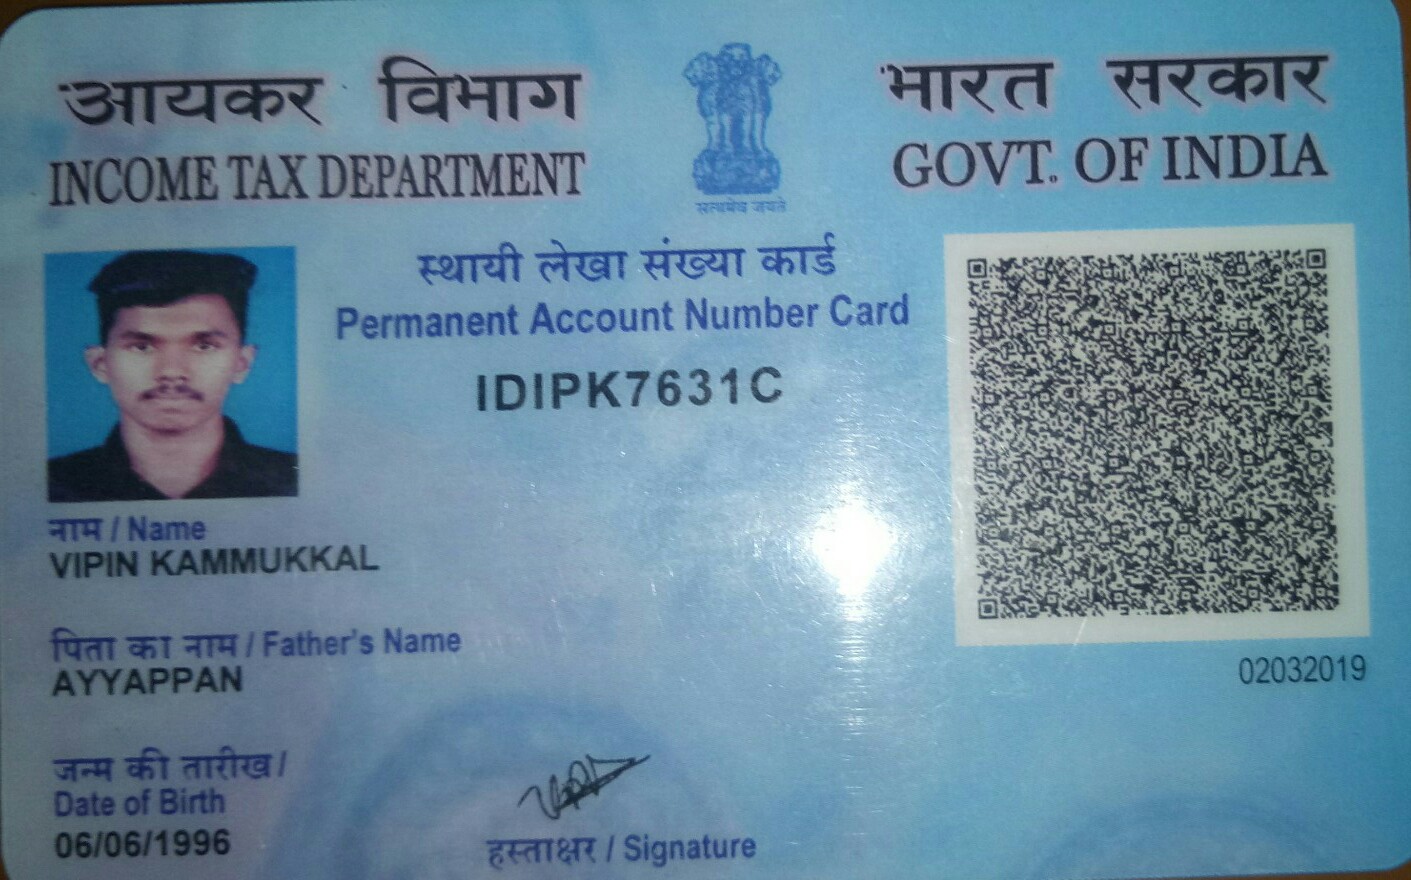 आयकर विभाग
INCOME TAX DEPARTMENT
सत्यमेव जयते
भारत सरकार
GOVT. OF INDIA
स्थायी लेखा संख्या कार्ड
Permanent Account Number Card
IDIPK7631C
नाम / Name
VIPIN KAMMUKKAL
पिता का नाम / Father's Name
AYYAPPAN
02032019
जन्म की तारीख /
Date of Birth
06/06/1996
हस्ताक्षर / Signature